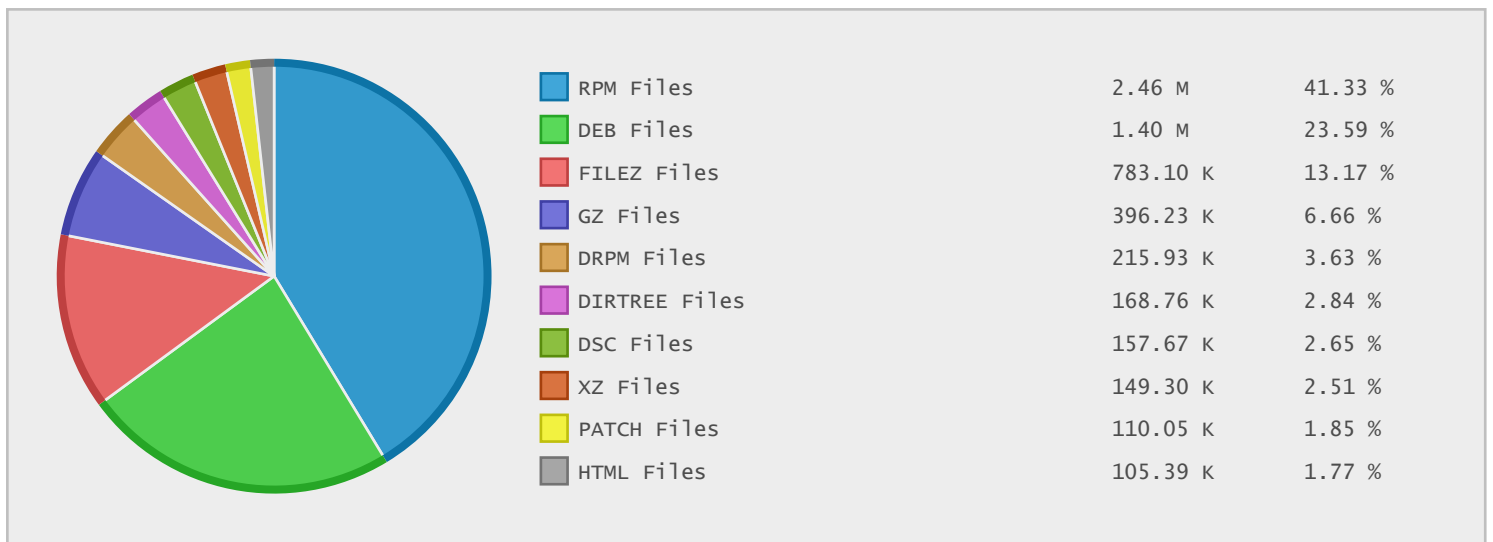 RPM Files 2.46 M 41.33 %
DEB Files 1.40 M 23.59 %
FILEZ Files 783.10 K 13.17 %
GZ Files 396.23 K 6.66 %
DRPM Files 215.93 K 3.63 %
DIRTREE Files 168.76 K 2.84 %
DSC Files 157.67 K 2.65 %
XZ Files 149.30 K 2.51 %
PATCH Files 110.05 K 1.85 %
HTML Files 105.39 K 1.77 %